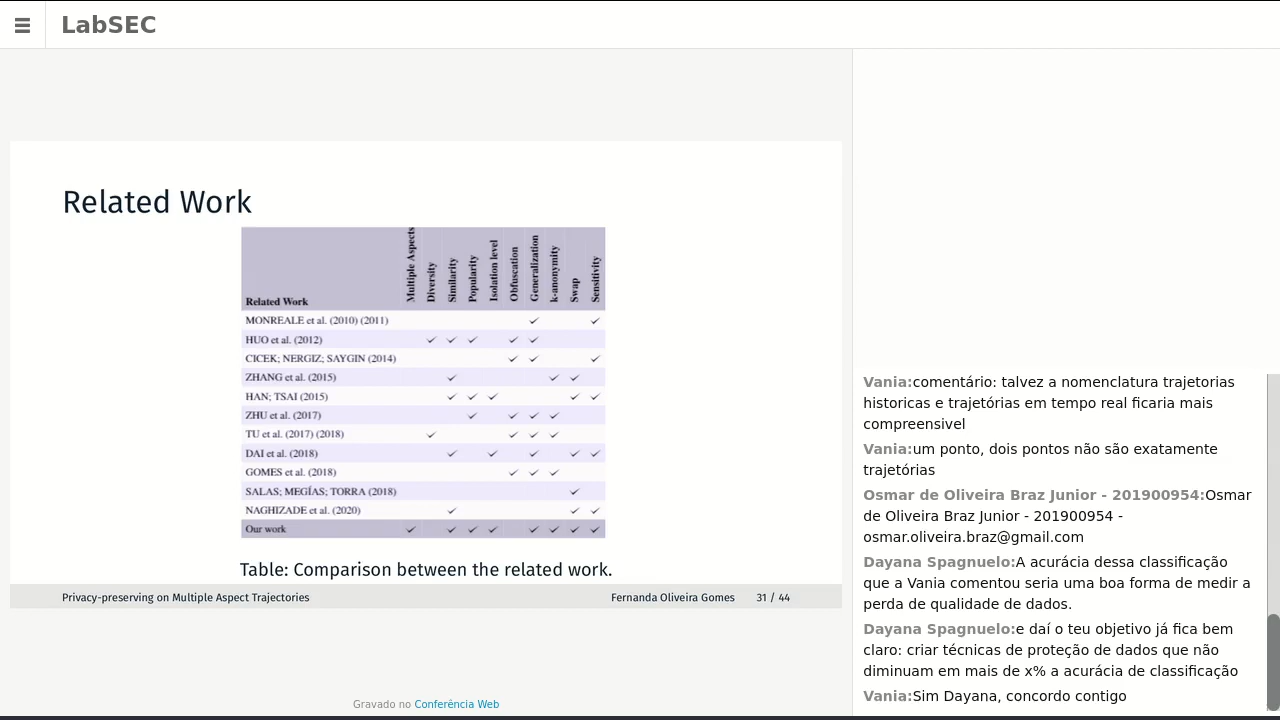 LabSEC
Related Work
Related Work Multiple Aspects Diversity Similarity Popularity Isolation level Obfuscation Generalization k-anonymity Swap Sensitivity
MONREALE et al. (2010) (2011) ✓ ✓
HUO et al. (2012) ✓ ✓ ✓ ✓ ✓
CICEK; NERGIZ; SAYGIN (2014) ✓ ✓ ✓
ZHANG et al. (2015) ✓ ✓ ✓
HAN; TSAI (2015) ✓ ✓ ✓ ✓ ✓
ZHU et al. (2017) ✓ ✓ ✓ ✓
TU et al. (2017) (2018) ✓ ✓ ✓ ✓
DAI et al. (2018) ✓ ✓ ✓ ✓ ✓
GOMES et al. (2018) ✓ ✓ ✓
SALAS; MEGÍAS; TORRA (2018) ✓
NAGHIZADE et al. (2020) ✓ ✓ ✓
Our work ✓ ✓ ✓ ✓ ✓ ✓ ✓ ✓
Table: Comparison between the related work.
Privacy-preserving on Multiple Aspect Trajectories Fernanda Oliveira Gomes 31 / 44
Gravado no Conferência Web
Vania:comentário: talvez a nomenclatura trajetorias
historicas e trajetórias em tempo real ficaria mais
compreensivel
Vania:um ponto, dois pontos não são exatamente
trajetórias
Osmar de Oliveira Braz Junior - 201900954:Osmar
de Oliveira Braz Junior - 201900954 -
osmar.oliveira.braz@gmail.com
Dayana Spagnuelo:A acurácia dessa classificação
que a Vania comentou seria uma boa forma de medir a
perda de qualidade de dados.
Dayana Spagnuelo:e daí o teu objetivo já fica bem
claro: criar técnicas de proteção de dados que não
diminuam em mais de x% a acurácia de classificação
Vania:Sim Dayana, concordo contigo